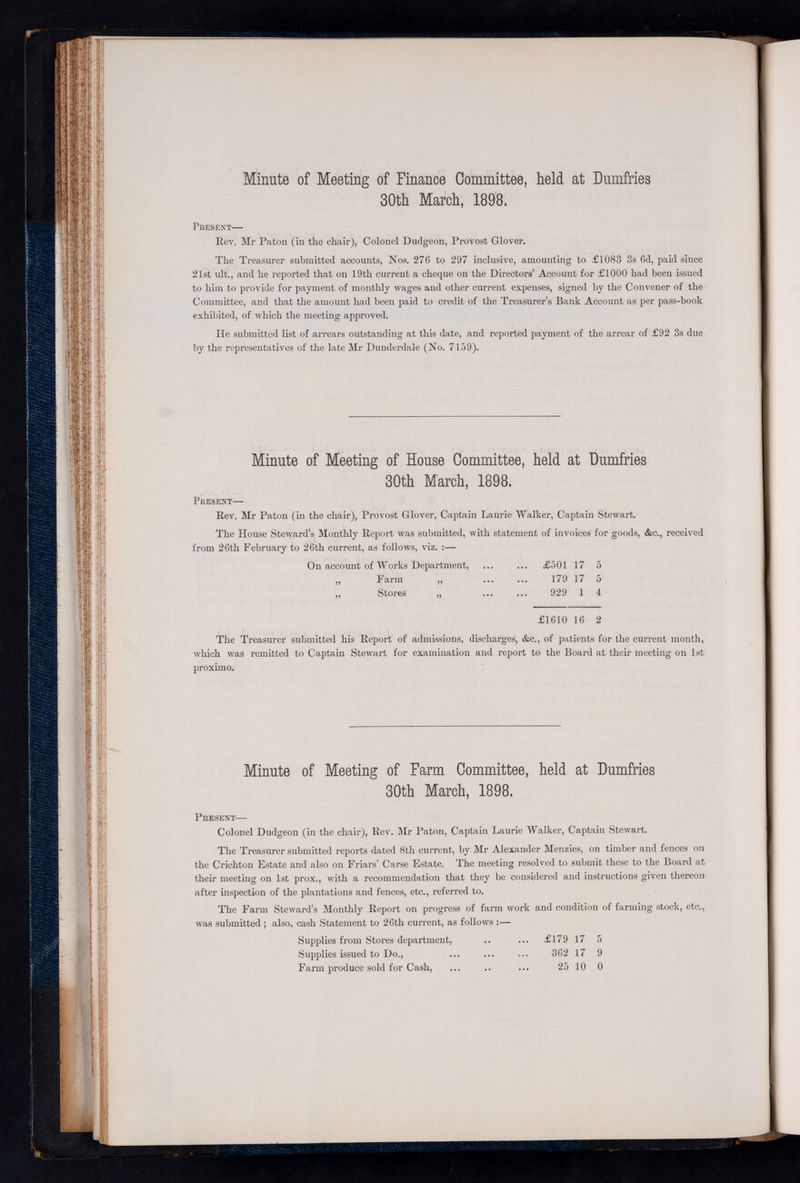 Minute of Meeting of Finance Committee, held at Dumfries
30th March, 1898.
PRESENT—
Rev. Mr Paton (in the chair), Colonel Dudgeon, Provost Glover.
The Treasurer submitted accounts, Nos. 276 to 297 inclusive, amounting to £1083 3s 6d, paid since
21st ult., and he reported that on 19th current a cheque on the Directors' Account for £1000 had been issued
to him to provide for payment of monthly wages and other current expenses, signed by the Convener of the
Committee, and that the amount had been paid to credit of the Treasurer's Bank Account as per pass-book
exhibited, of which the meeting approved.
He submitted list of arrears outstanding at this date, and reported payment of the arrear of £92 3s due
by the representatives of the late Mr Dunderdale (No. 7159).
Minute of Meeting of House Committee, held at Dumfries
30th March, 1898.
PRESENT—
Rev. Mr Paton (in the chair), Provost Glover, Captain Laurie Walker, Captain Stewart.
The House Steward's Monthly Report was submitted, with statement of invoices for goods, &c., received
from 26th February to 26th current, as follows, viz. :—
On account of Works Department, ... ... £501 17 5
„ Farm „ ... ... 179 17 5
„ Stores „ ... ... 929 1 4
£1610 16 2
The Treasurer submitted his Report of admissions, discharges, &c., of patients for the current month,
which was remitted to Captain Stewart for examination and report to the Board at their meeting on 1st
proximo.
Minute of Meeting of Farm Committee, held at Dumfries
30th March, 1898.
PRESENT—
Colonel Dudgeon (in the chair), Rev. Mr Paton, Captain Laurie Walker, Captain Stewart.
The Treasurer submitted reports dated 8th current, by Mr Alexander Menzies, on timber and fences on
the Crichton Estate and also on Friars' Carse Estate. The meeting resolved to submit these to the Board at
their meeting on 1st prox., with a recommendation that they be considered and instructions given thereon
after inspection of the plantations and fences, etc., referred to.
The Farm Steward's Monthly Report on progress of farm work and condition of farming stock, etc.,
was submitted ; also, cash Statement to 26th current, as follows :—
Supplies from Stores department, .. ... £179 17 5
Supplies issued to Do., ... ... ... 362 17 9
Farm produce sold for Cash, ... .. ... 25 10 0